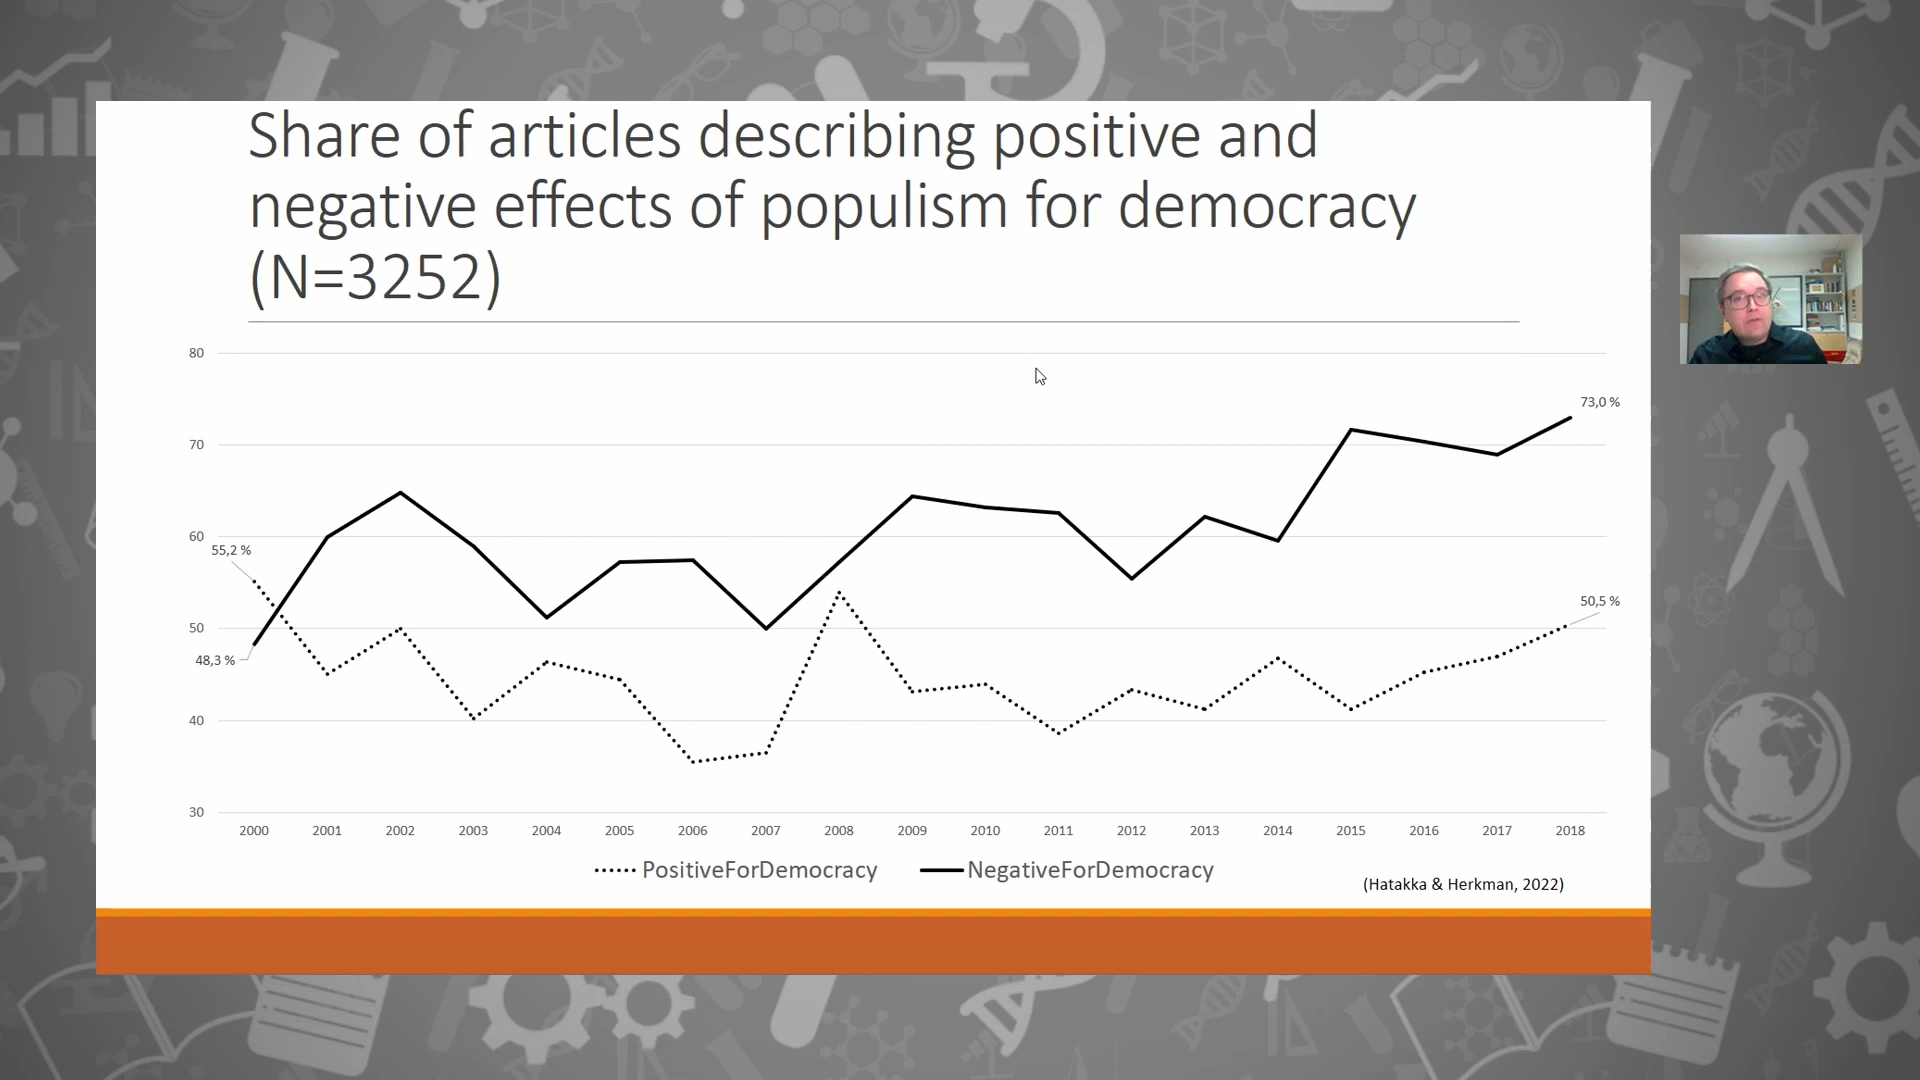 Share of articles describing positive and
negative effects of populism for democracy
(N=3252)
80
70
60
50
40
30
55,2 %
48,3 %
73,0 %
50,5 %
2000 2001 2002 2003 2004 2005 2006 2007 2008 2009 2010 2011 2012 2013 2014 2015 2016 2017 2018
PositiveForDemocracy NegativeForDemocracy
(Hatakka & Herkman, 2022)